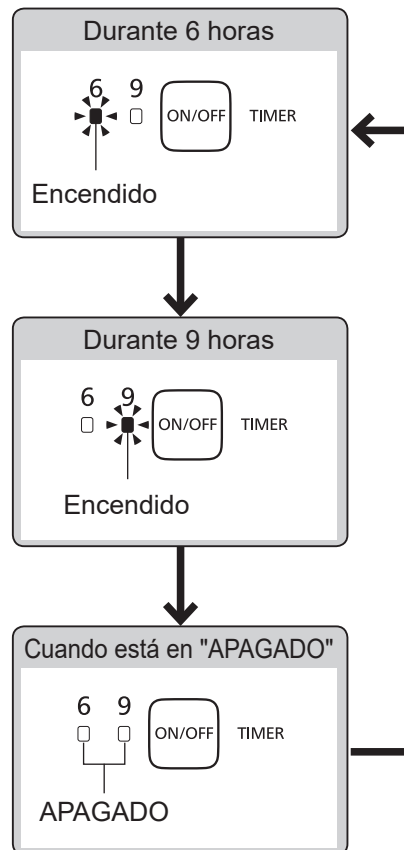 Durante 6 horas
6 9
ON/OFF TIMER
Encendido
Durante 9 horas
6 9
ON/OFF TIMER
Encendido
Cuando está en "APAGADO"
6 9
ON/OFF TIMER
APAGADO